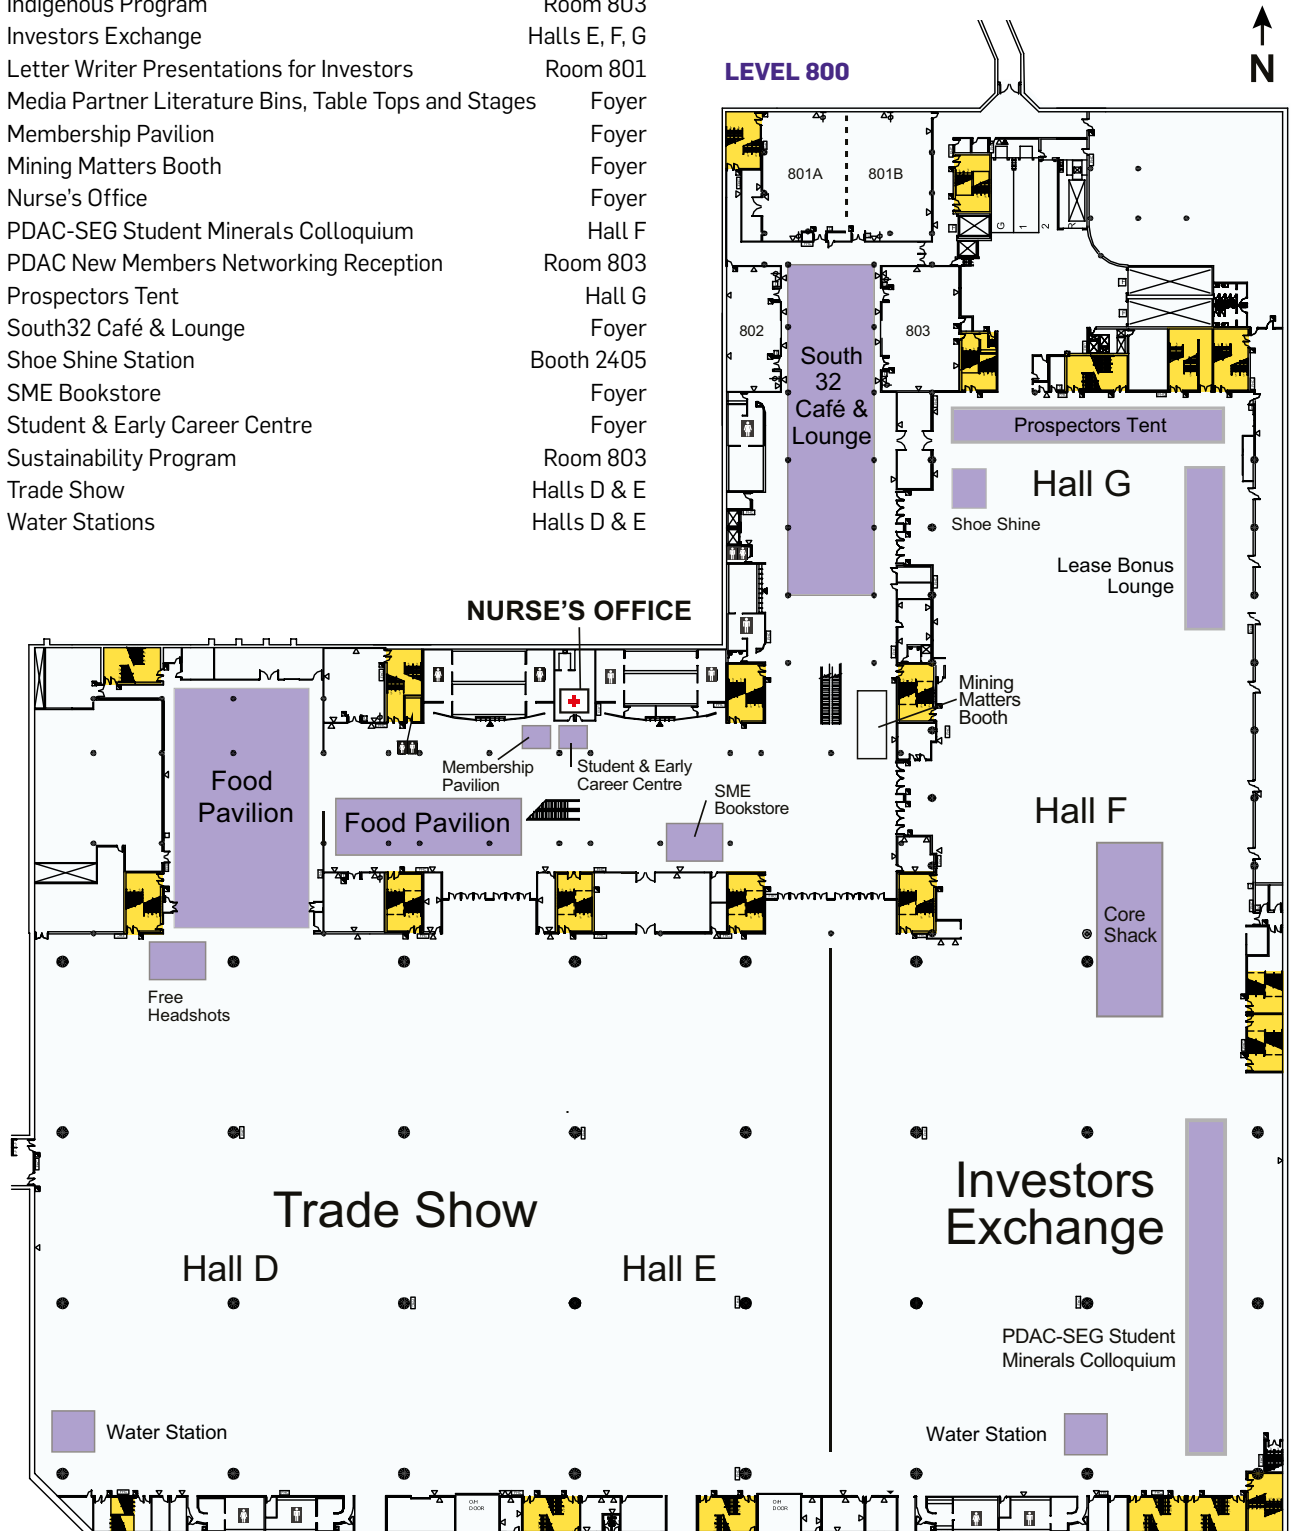 Indigenous Program Room 803
Investors Exchange Halls E, F, G
Letter Writer Presentations for Investors Room 801
Media Partner Literature Bins, Table Tops and Stages Foyer
Membership Pavilion Foyer
Mining Matters Booth Foyer
Nurse's Office Foyer
PDAC-SEG Student Minerals Colloquium Hall F
PDAC New Members Networking Reception Room 803
Prospectors Tent Hall G
South32 Café & Lounge Foyer
Shoe Shine Station Booth 2405
SME Bookstore Foyer
Student & Early Career Centre Foyer
Sustainability Program Room 803
Trade Show Halls D & E
Water Stations Halls D & E
LEVEL 800
N
801A
801B
G
1
2
802
803
South
32
Café &
Lounge
Prospectors Tent
Hall G
Shoe Shine
Lease Bonus
Lounge
NURSE'S OFFICE
Mining
Matters
Booth
Membership
Pavilion
Student & Early
Career Centre
SME
Bookstore
Food
Pavilion
Food Pavilion
Hall F
Core
Shack
Free
Headshots
Trade Show
Hall D
Hall E
Investors
Exchange
PDAC-SEG Student
Minerals Colloquium
Water Station
Water Station
O/H
DOOR
O/H
DOOR